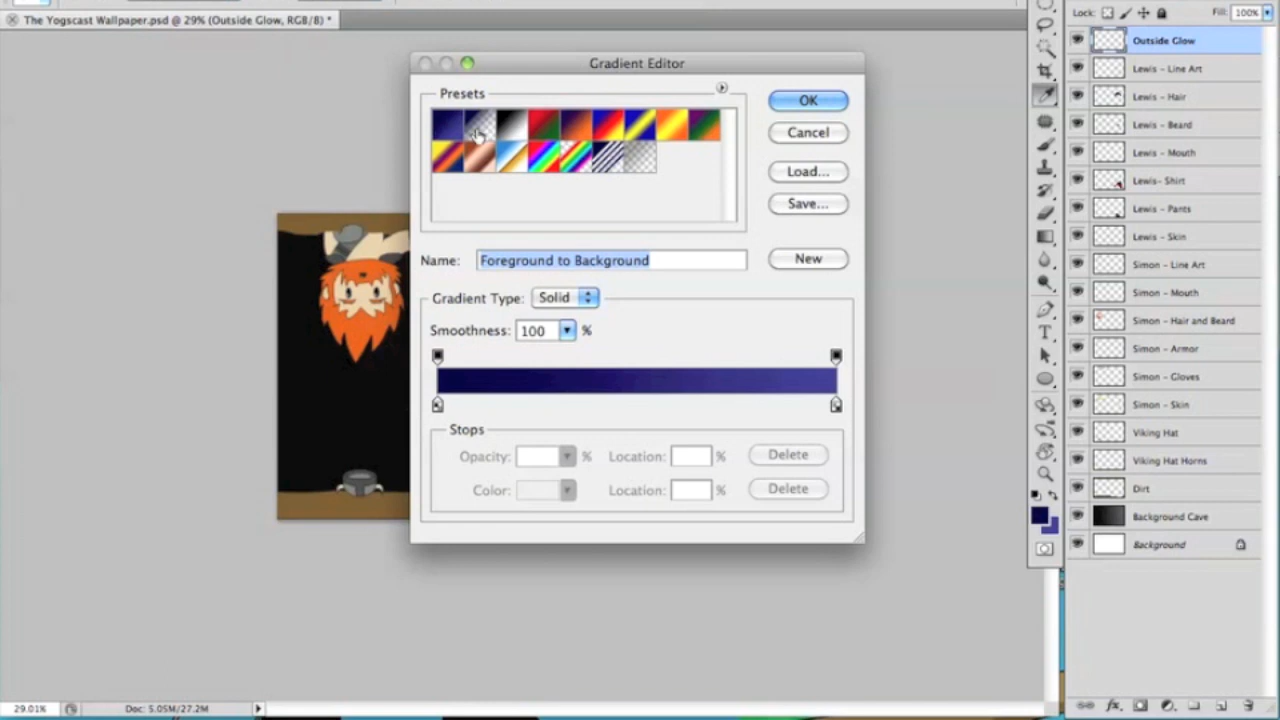 The Yogscast Wallpaper.psd @ 29% (Outside Glow, RGB/8) *
Lock: Fill: 100%
Gradient Editor
Presets
OK
Cancel
Load...
Save...
Name: Foreground to Background
New
Gradient Type: Solid
Smoothness: 100 %
Stops
Opacity: % Location: % Delete
Color: Location: % Delete
Outside Glow
Lewis - Line Art
Lewis - Hair
Lewis - Beard
Lewis - Mouth
Lewis- Shirt
Lewis - Pants
Lewis - Skin
Simon - Line Art
Simon - Mouth
Simon - Hair and Beard
Simon - Armor
Simon - Gloves
Simon - Skin
Viking Hat
Viking Hat Horns
Dirt
Background Cave
Background
29.01% Doc: 5.05M/27.2M